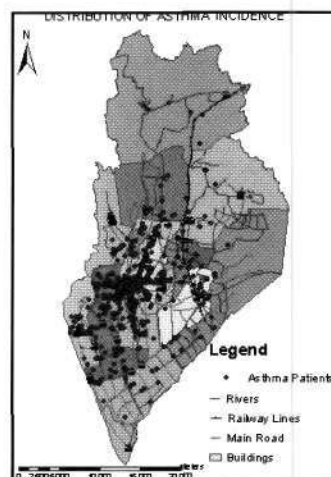 DISTRIBUTION OF ASTHMA INCIDENCE
N
Legend
Asthma Patients
Rivers
Railway Lines
Main Road
Buildings